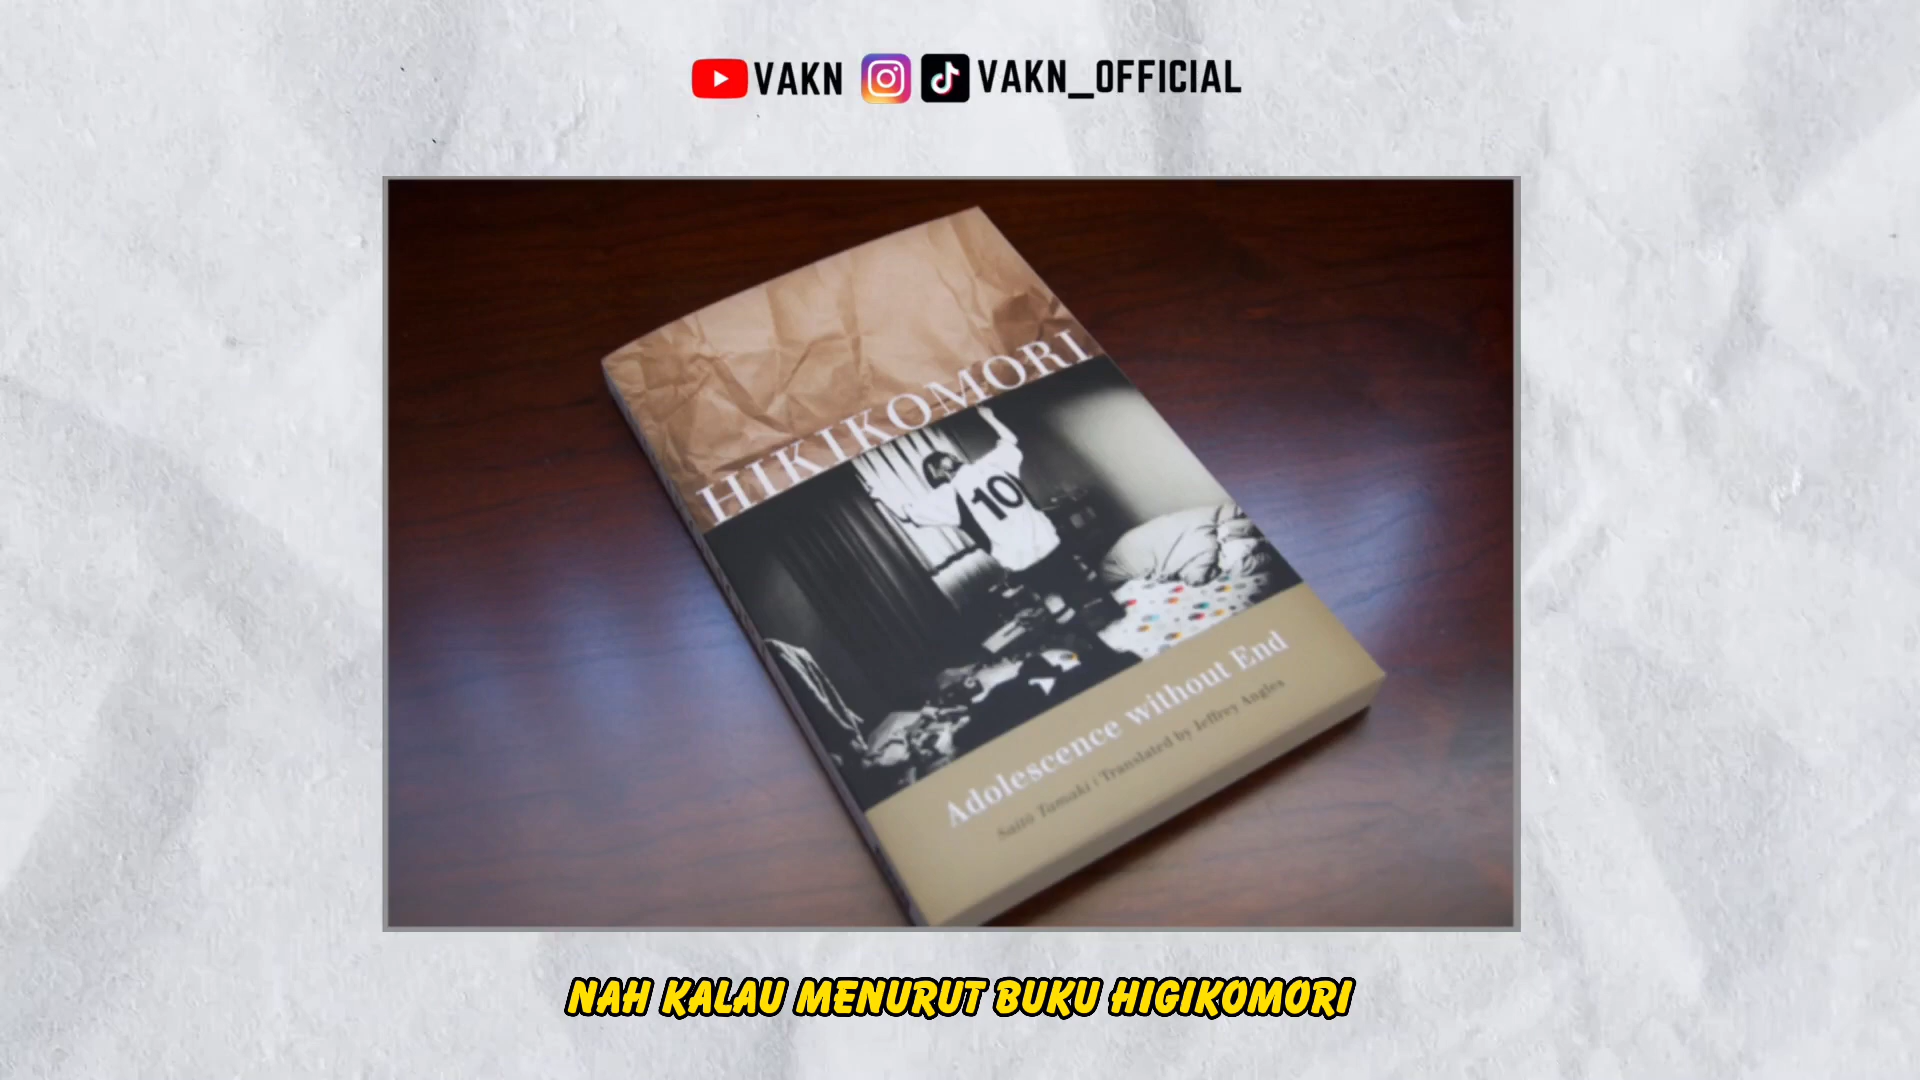 VAKN VAKN_OFFICIAL
HIKIKOMORI
10
Adolescence without End
Saitō Tamaki | Translated by Jeffrey Angles
NAH KALAU MENURUT BUKU HIGIKOMORI